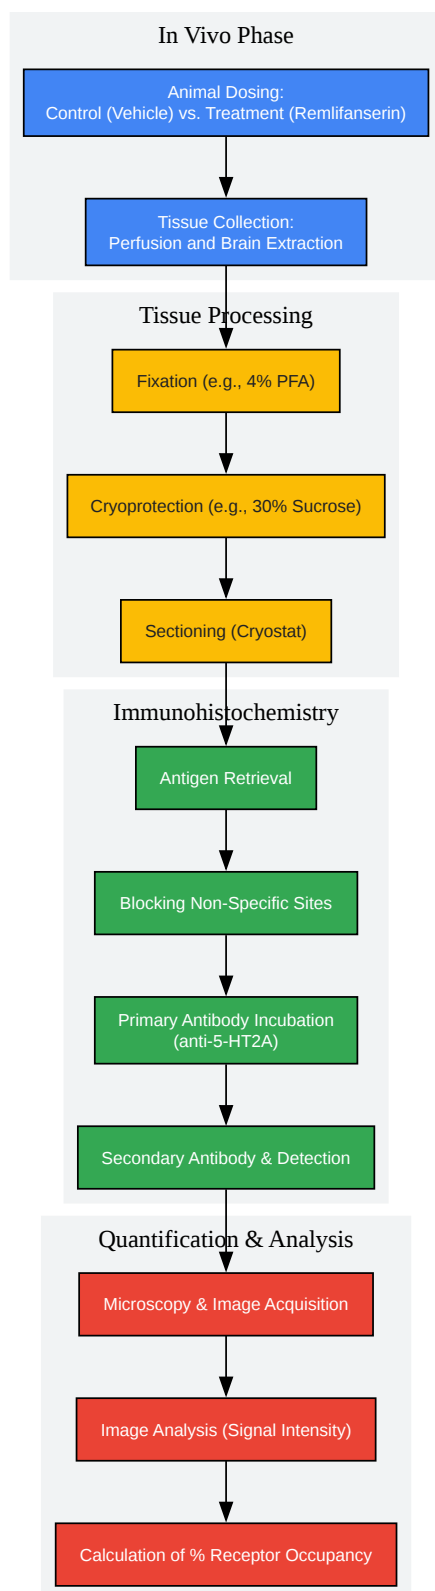 In Vivo Phase
Animal Dosing:
Control (Vehicle) vs. Treatment (Remlifanserin)
Tissue Collection:
Perfusion and Brain Extraction
Tissue Processing
Fixation (e.g., 4% PFA)
Cryoprotection (e.g., 30% Sucrose)
Sectioning (Cryostat)
Immunohistochemistry
Antigen Retrieval
Blocking Non-Specific Sites
Primary Antibody Incubation
(anti-5-HT2A)
Secondary Antibody & Detection
Quantification & Analysis
Microscopy & Image Acquisition
Image Analysis (Signal Intensity)
Calculation of % Receptor Occupancy